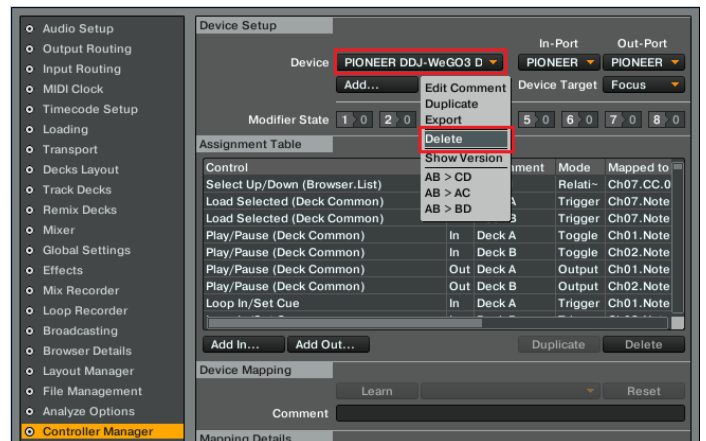 Audio Setup
Output Routing
Input Routing
MIDI Clock
Timecode Setup
Loading
Transport
Decks Layout
Track Decks
Remix Decks
Mixer
Global Settings
Effects
Mix Recorder
Loop Recorder
Broadcasting
Browser Details
Layout Manager
File Management
Analyze Options
Controller Manager
Device Setup
In-Port Out-Port
Device PIONEER DDJ-WeGO3 D PIONEER PIONEER
Add... Device Target Focus
Edit Comment
Duplicate
Export
Delete
Show Version
AB > CD
AB > AC
AB > BD
Modifier State 1 0 2 0 5 0 6 0 7 0 8 0
Assignment Table
Control Mode Mapped to
Select Up/Down (Browser.List) Relati~ Ch07.CC.0
Load Selected (Deck Common) Trigger Ch07.Note
Load Selected (Deck Common) Trigger Ch07.Note
Play/Pause (Deck Common) In Deck A Toggle Ch01.Note
Play/Pause (Deck Common) In Deck B Toggle Ch02.Note
Play/Pause (Deck Common) Out Deck A Output Ch01.Note
Play/Pause (Deck Common) Out Deck B Output Ch02.Note
Loop In/Set Cue In Deck A Trigger Ch01.Note
Add In... Add Out... Duplicate Delete
Device Mapping
Learn Reset
Comment
Mapping Details